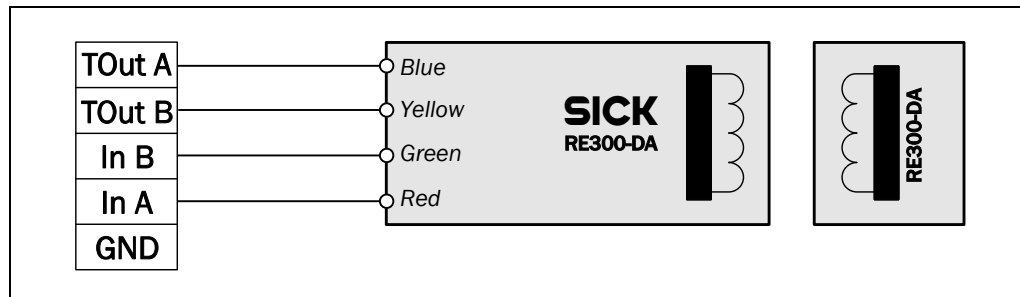 TOut A
TOut B
In B
In A
GND
Blue
Yellow
Green
Red
SICK
RE300-DA
RE300-DA